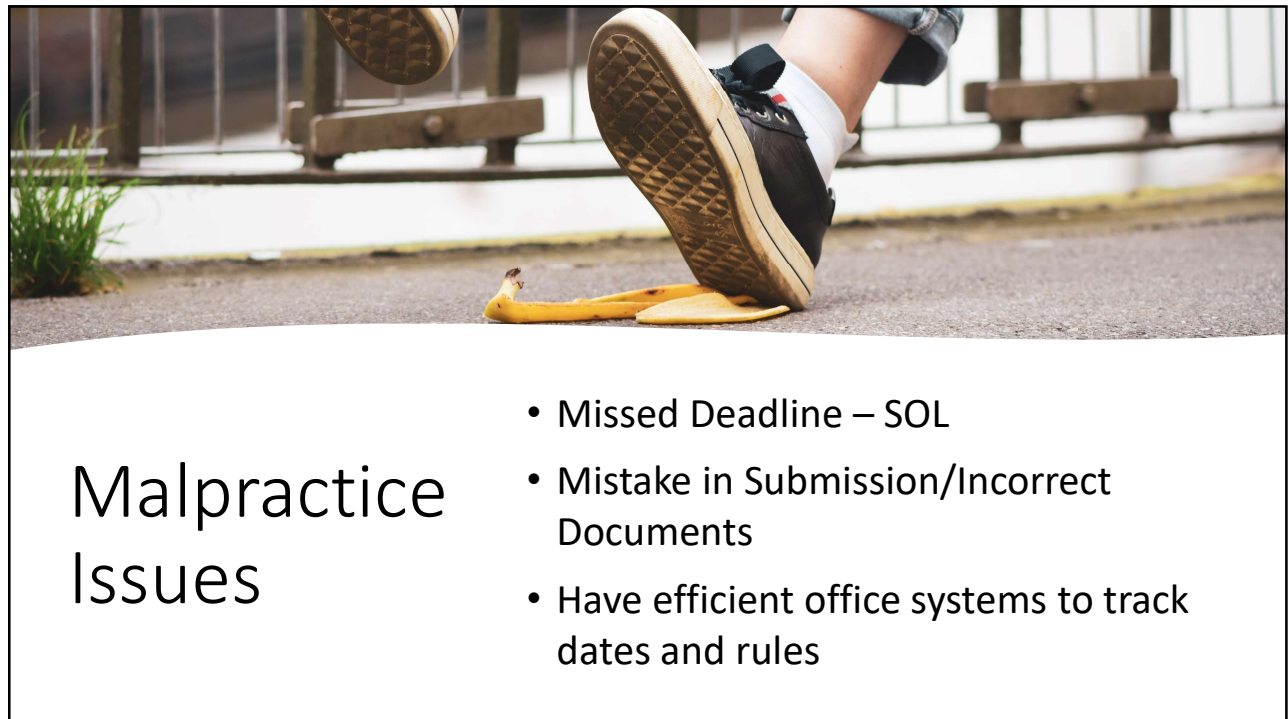 Malpractice
Issues
• Missed Deadline – SOL
• Mistake in Submission/Incorrect
Documents
• Have efficient office systems to track
dates and rules